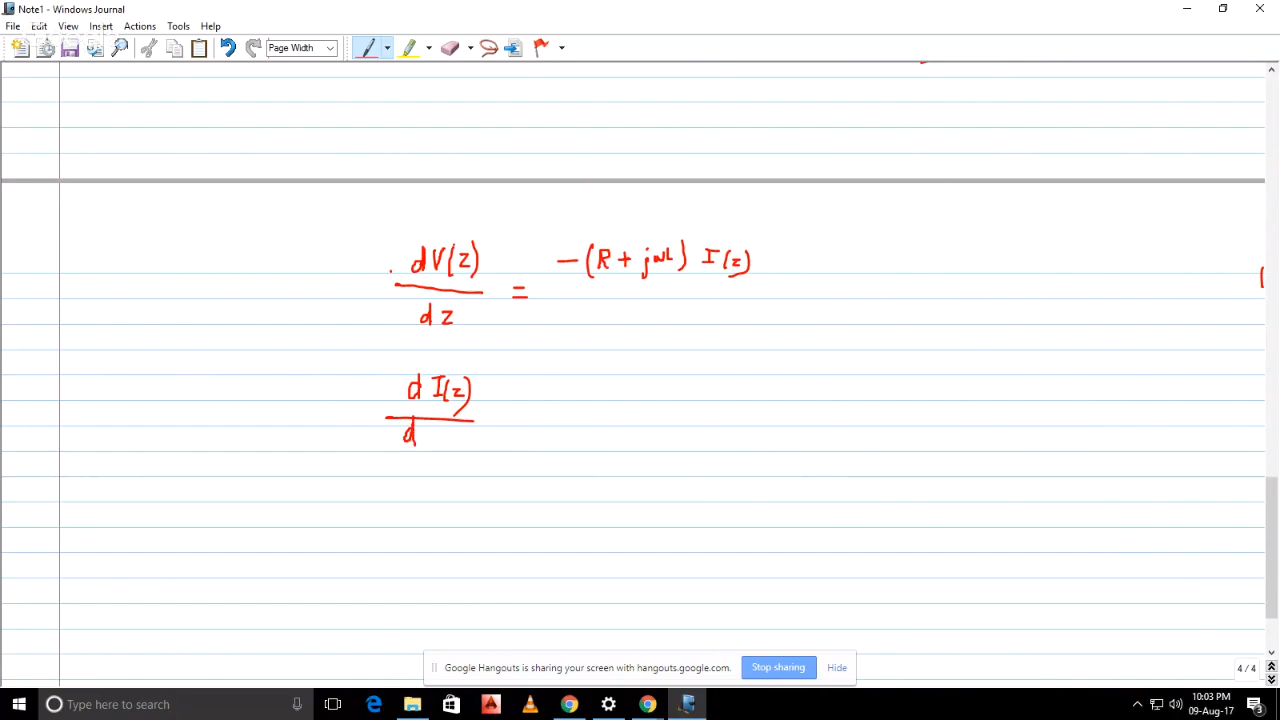 Note1 - Windows Journal
File Edit View Insert Actions Tools Help
Page Width
dV(z) = -(R + jωL) I(z)
dz
d I(z)
d
Google Hangouts is sharing your screen with hangouts.google.com. Stop sharing Hide
4 / 4
Type here to search
10:03 PM
09-Aug-17
3